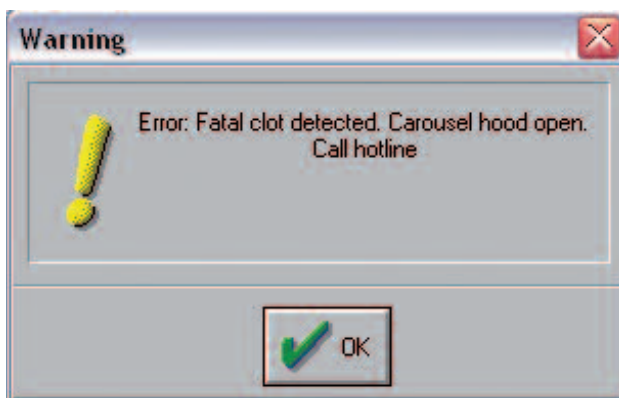 Warning
Error: Fatal clot detected. Carousel hood open.
Call hotline
OK